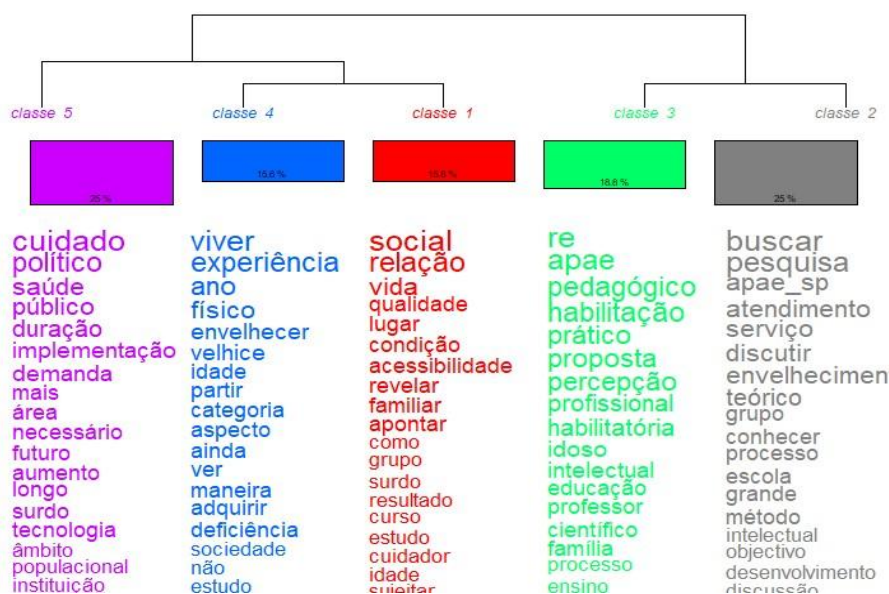 classe 5
classe 4
classe 1
classe 3
classe 2
25 %
15.6 %
15.6 %
18.8 %
25 %
cuidado
político
saúde
público
duração
implementação
demanda
mais
área
necessário
futuro
aumento
longo
surdo
tecnologia
âmbito
populacional
instituição
viver
experiência
ano
físico
envelhecer
velhice
idade
partir
categoria
aspecto
ainda
ver
maneira
adquirir
deficiência
sociedade
não
estudo
social
relação
vida
qualidade
lugar
condição
acessibilidade
revelar
familiar
apontar
como
grupo
surdo
resultado
curso
estudo
cuidador
idade
sujeitar
re
apae
pedagógico
habilitação
prático
proposta
percepção
profissional
habilitatória
idoso
intelectual
educação
professor
científico
família
processo
ensino
buscar
pesquisa
apae_sp
atendimento
serviço
discutir
envelhecimen
teórico
grupo
conhecer
processo
escola
grande
método
intelectual
objectivo
desenvolvimento
discussão